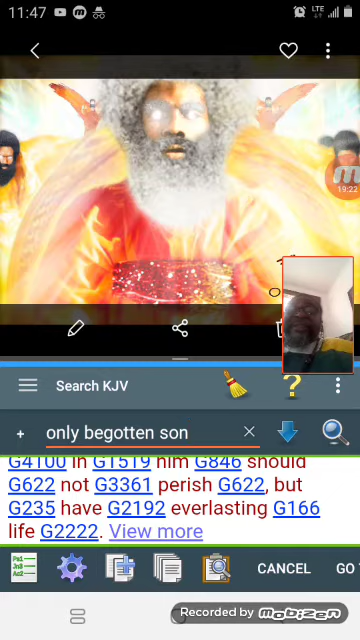 11:47 LTE
19:22
Search KJV
+ only begotten son
G4100 in G1519 him G846 should
G622 not G3361 perish G622, but
G235 have G2192 everlasting G166
life G2222. View more
CANCEL GO
Recorded by mobizen